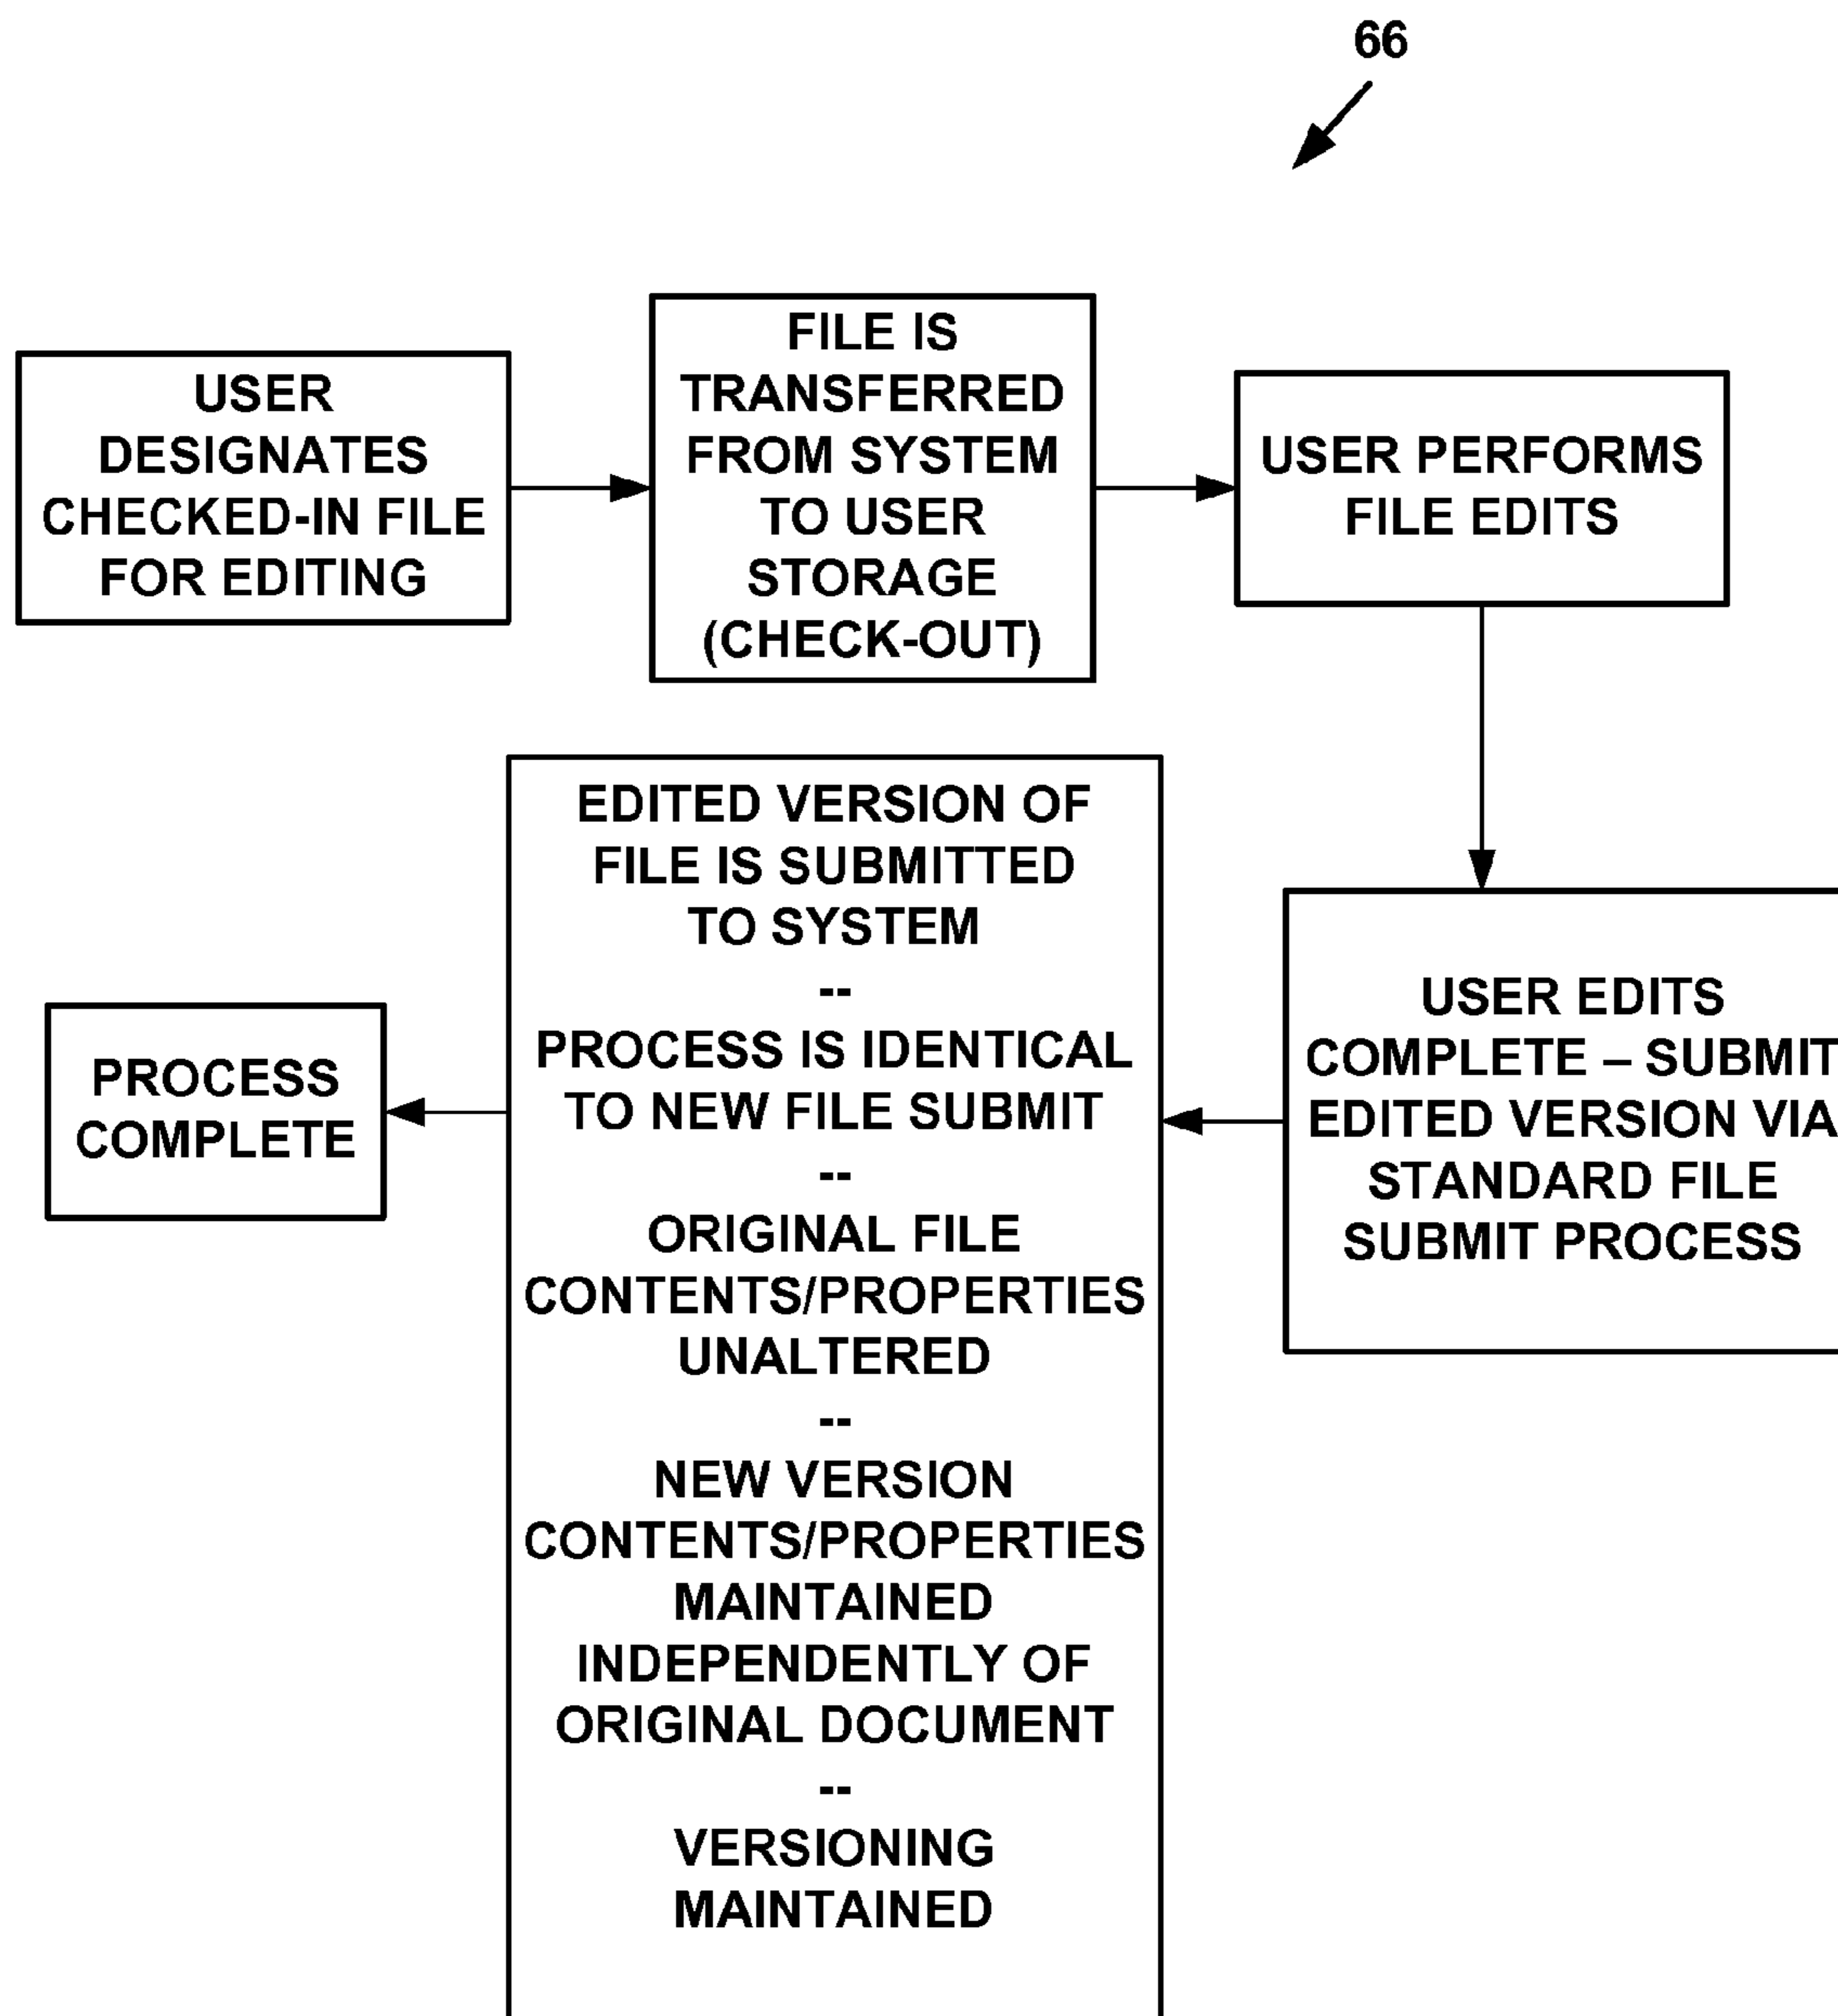 66
USER
DESIGNATES
CHECKED-IN FILE
FOR EDITING
FILE IS
TRANSFERRED
FROM SYSTEM
TO USER
STORAGE
(CHECK-OUT)
USER PERFORMS
FILE EDITS
USER EDITS
COMPLETE – SUBMIT
EDITED VERSION VIA
STANDARD FILE
SUBMIT PROCESS
EDITED VERSION OF
FILE IS SUBMITTED
TO SYSTEM
--
PROCESS IS IDENTICAL
TO NEW FILE SUBMIT
--
ORIGINAL FILE
CONTENTS/PROPERTIES
UNALTERED
--
NEW VERSION
CONTENTS/PROPERTIES
MAINTAINED
INDEPENDENTLY OF
ORIGINAL DOCUMENT
--
VERSIONING
MAINTAINED
PROCESS
COMPLETE